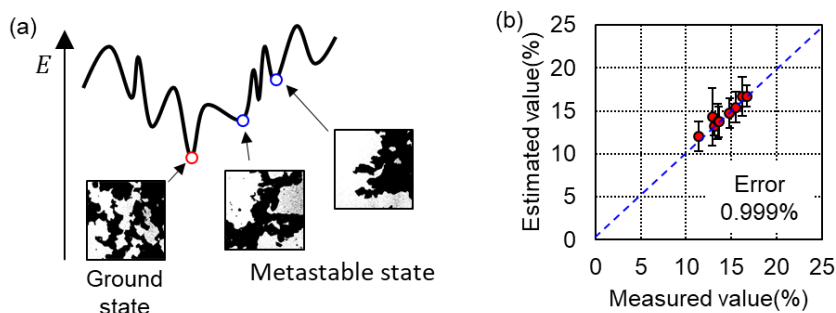 (a)
E
Ground
state
Metastable state
(b)
Estimated value(%)
25
20
15
10
5
0
Error
0.999%
0 5 10 15 20 25
Measured value(%)